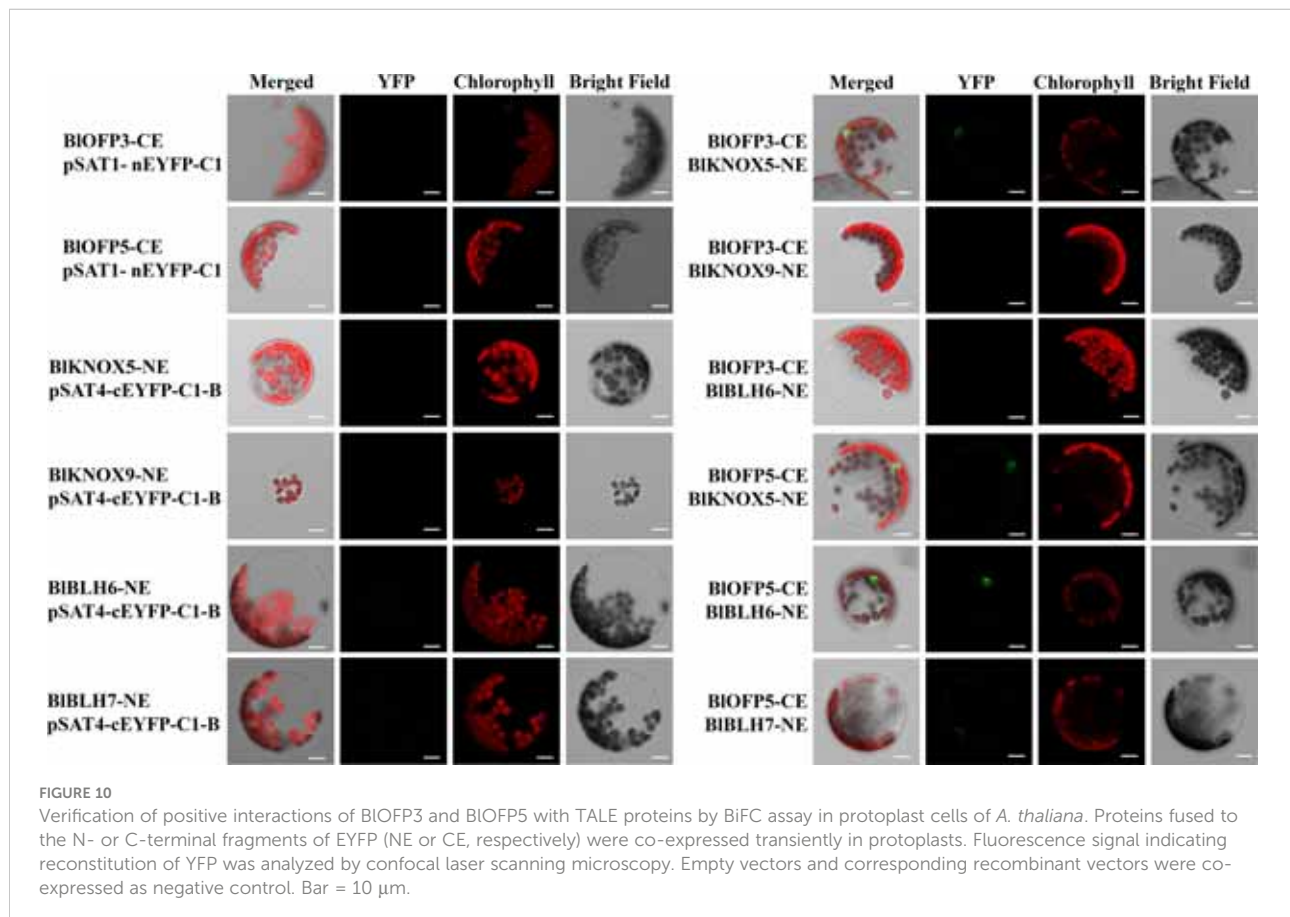 Merged YFP Chlorophyll Bright Field
BlOFP3-CE
pSAT1- nEYFP-C1
BlOFP5-CE
pSAT1- nEYFP-C1
BlKNOX5-NE
pSAT4-cEYFP-C1-B
BlKNOX9-NE
pSAT4-cEYFP-C1-B
BlBLH6-NE
pSAT4-cEYFP-C1-B
BlBLH7-NE
pSAT4-cEYFP-C1-B
Merged YFP Chlorophyll Bright Field
BlOFP3-CE
BlKNOX5-NE
BlOFP3-CE
BlKNOX9-NE
BlOFP3-CE
BlBLH6-NE
BlOFP5-CE
BlKNOX5-NE
BlOFP5-CE
BlBLH6-NE
BlOFP5-CE
BlBLH7-NE
FIGURE 10
Verification of positive interactions of BlOFP3 and BlOFP5 with TALE proteins by BiFC assay in protoplast cells of A. thaliana. Proteins fused to
the N- or C-terminal fragments of EYFP (NE or CE, respectively) were co-expressed transiently in protoplasts. Fluorescence signal indicating
reconstitution of YFP was analyzed by confocal laser scanning microscopy. Empty vectors and corresponding recombinant vectors were co-
expressed as negative control. Bar = 10 μm.